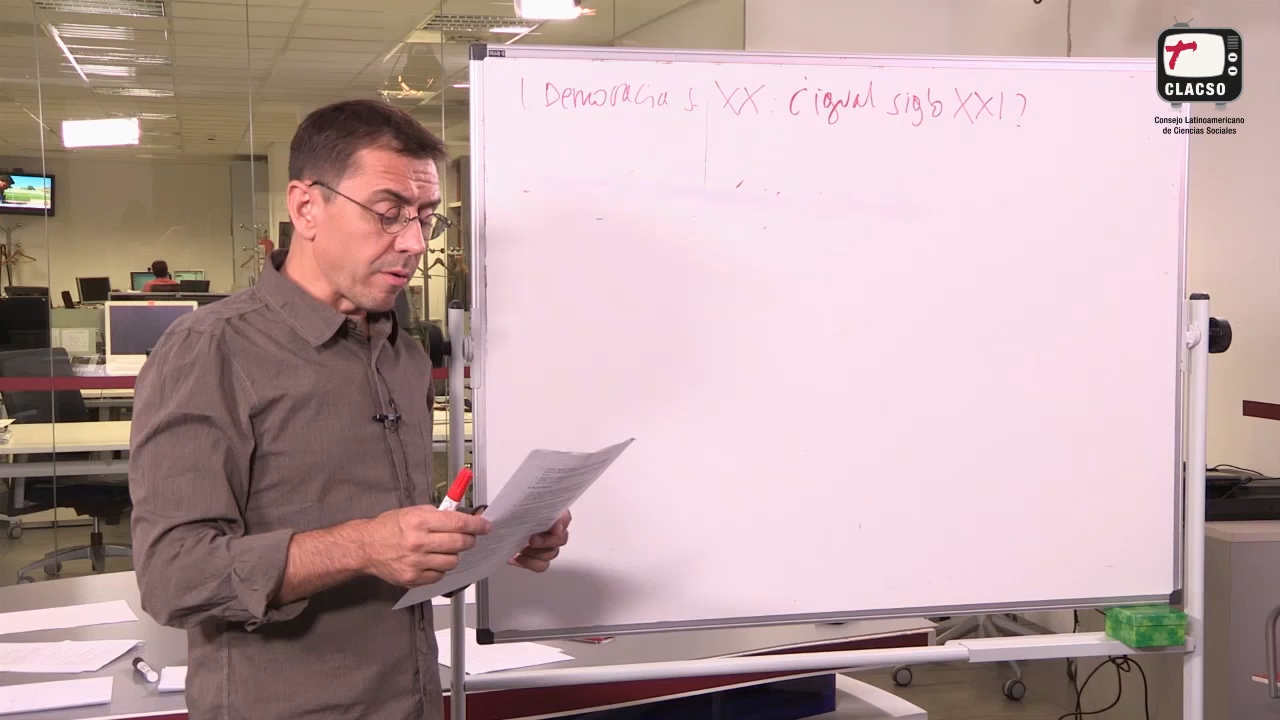 1. Democracia s. XX: ¿igual siglo XXI?
CLACSO
Consejo Latinoamericano
de Ciencias Sociales